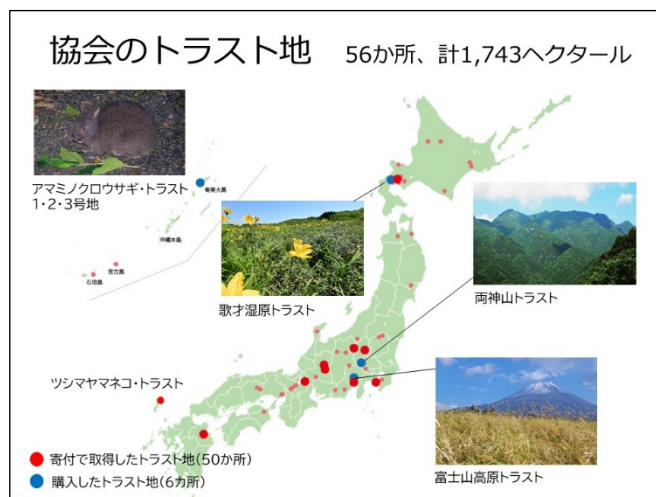 協会のトラスト地 56か所、計1,743ヘクタール
アマミノクロウサギ・トラスト
1・2・3号地
奄美大島
沖縄本島
宮古島
石垣島
歌才湿原トラスト
両神山トラスト
ツシマヤマネコ・トラスト
富士山高原トラスト
寄付で取得したトラスト地(50か所)
購入したトラスト地(6カ所)